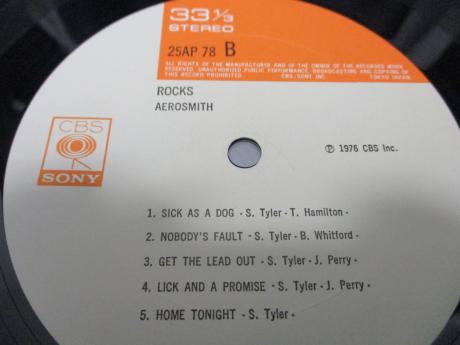 33 1/3
STEREO
25AP 78 B
ALL RIGHTS OF THE MANUFACTURER AND OF THE OWNER OF THE RECORDED WORK
RESERVED. UNAUTHORIZED PUBLIC PERFORMANCE, BROADCASTING AND COPYING OF
THIS RECORD PROHIBITED. CBS/SONY INC. TOKYO JAPAN
ROCKS
AEROSMITH
CBS
SONY
Ⓟ 1976 CBS Inc.
1. SICK AS A DOG - S. Tyler - T. Hamilton -
2. NOBODY'S FAULT - S. Tyler - B. Whitford -
3. GET THE LEAD OUT - S. Tyler - J. Perry -
4. LICK AND A PROMISE - S. Tyler - J. Perry -
5. HOME TONIGHT - S. Tyler -